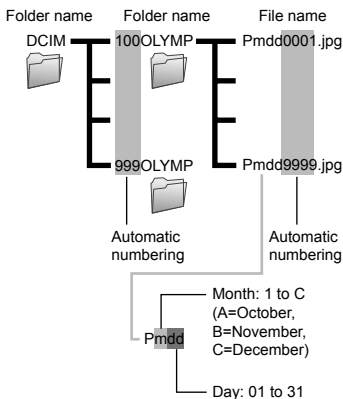 Folder name Folder name File name
DCIM 100OLYMP Pmdd0001.jpg
999OLYMP Pmdd9999.jpg
Automatic numbering Automatic numbering
Month: 1 to C
(A=October,
B=November,
C=December)
Pmdd
Day: 01 to 31